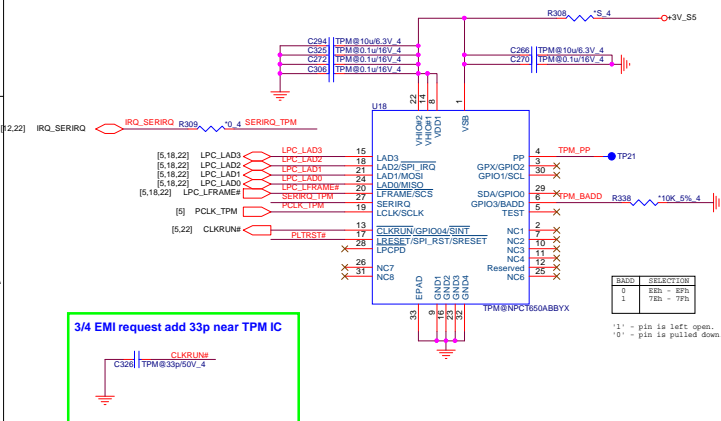 R308 *S_4 +3V_S5
C294 TPM@10u/6.3V_4
C325 TPM@0.1u/16V_4
C272 TPM@0.1u/16V_4
C306 TPM@0.1u/16V_4
C266 TPM@10u/6.3V_4
C270 TPM@0.1u/16V_4
22 14 8 1
U18
VHIO#2 VHIO#1 VDD1 VSB
[12,22] IRQ_SERIRQ IRQ_SERIRQ R309 *0_4 SERIRQ_TPM
[5,18,22] LPC_LAD3 LPC_LAD3 15 LAD3
[5,18,22] LPC_LAD2 LPC_LAD2 18 LAD2/SPI_IRQ
[5,18,22] LPC_LAD1 LPC_LAD1 21 LAD1/MOSI
[5,18,22] LPC_LAD0 LPC_LAD0 24 LAD0/MISO
[5,18,22] LPC_LFRAME# LPC_LFRAME# 20 LFRAME/SCS
SERIRQ_TPM 27 SERIRQ
[5] PCLK_TPM PCLK_TPM 19 LCLK/SCLK
[5,22] CLKRUN# 13 CLKRUN/GPIO04/SINT
PLTRST# 17 LRESET/SPI_RST/SRESET
28 LPCPD
26 NC7
31 NC8
PP 4 TPM_PP TP21
GPX/GPIO2 3
GPIO1/SCL 30
SDA/GPIO0 29
GPIO3/BADD 6 TPM_BADD R338 *10K_5%_4
TEST 5
NC1 2
NC2 7
NC3 10
NC4 11
Reserved 12
NC6 25
EPAD GND1 GND2 GND3 GND4
33 9 16 23 32
TPM@NPCT650ABBYX
BADD SELECTION
0 EEh - EFh
1 7Eh - 7Fh
'1' - pin is left open.
'0' - pin is pulled down
3/4 EMI request add 33p near TPM IC
CLKRUN#
C326 TPM@33p/50V_4